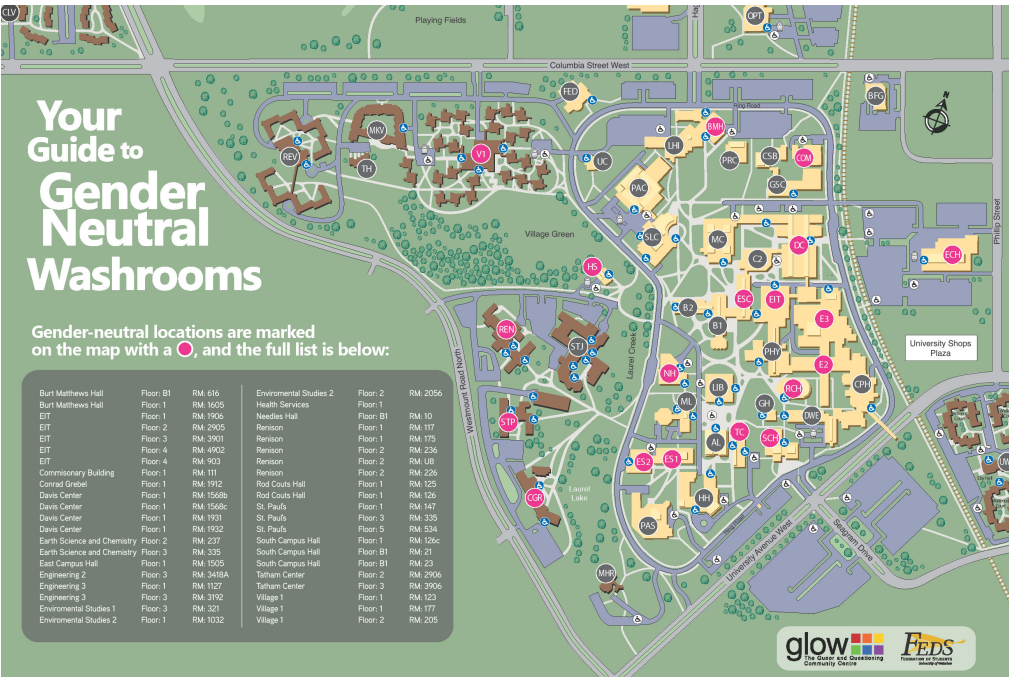 Your
Guide to
Gender
Neutral
Washrooms
Gender-neutral locations are marked
on the map with a , and the full list is below:
Burt Matthews Hall Floor: B1 RM: 616
Burt Matthews Hall Floor: 1 RM: 1605
EIT Floor: 1 RM: 1906
EIT Floor: 2 RM: 2905
EIT Floor: 3 RM: 3901
EIT Floor: 4 RM: 4902
EIT Floor: 4 RM: 903
Commisonary Building Floor: 1 RM: 111
Conrad Grebel Floor: 1 RM: 1912
Davis Center Floor: 1 RM: 1568b
Davis Center Floor: 1 RM: 1568c
Davis Center Floor: 1 RM: 1931
Davis Center Floor: 1 RM: 1932
Earth Science and Chemistry Floor: 2 RM: 237
Earth Science and Chemistry Floor: 3 RM: 335
East Campus Hall Floor: 1 RM: 1505
Engineering 2 Floor: 3 RM: 3418A
Engineering 3 Floor: 1 RM: 1127
Engineering 3 Floor: 3 RM: 3192
Enviromental Studies 1 Floor: 3 RM: 321
Enviromental Studies 2 Floor: 1 RM: 1032
Enviromental Studies 2 Floor: 2 RM: 2056
Health Services Floor: 1
Needles Hall Floor: B1 RM: 10
Renison Floor: 1 RM: 117
Renison Floor: 1 RM: 175
Renison Floor: 2 RM: 236
Renison Floor: 2 RM: UB
Renison Floor: 2 RM: 226
Rod Couts Hall Floor: 1 RM: 125
Rod Couts Hall Floor: 1 RM: 126
St. Paul's Floor: 1 RM: 147
St. Paul's Floor: 3 RM: 335
St. Paul's Floor: 5 RM: 534
South Campus Hall Floor: 1 RM: 126c
South Campus Hall Floor: B1 RM: 21
South Campus Hall Floor: B1 RM: 23
Tatham Center Floor: 2 RM: 2906
Tatham Center Floor: 3 RM: 3906
Village 1 Floor: 1 RM: 123
Village 1 Floor: 1 RM: 177
Village 1 Floor: 2 RM: 205
CLV
Playing Fields
OPT
Hag
Columbia Street West
FED
BFG
N
Ring Road
MKV
BMH
REV
TH
V1
UC
LHI
PRC
CSB
COM
GSC
PAC
Phillip Street
Village Green
SLC
MC
DC
C2
ECH
HS
ESC
EIT
B2
B1
E3
REN
STJ
Laurel Creek
University Shops
Plaza
PHY
E2
Westmount Road North
NH
LIB
RCH
CPH
ML
GH
DWE
STP
TC
SCH
AL
ES2
ES1
UW
CGR
Laurel
Lake
HH
PAS
Ring Road
University Avenue West
Seagram Drive
MHR
glow
The Queer and Questioning
Community Centre
FEDS
Federation of Students
University of Waterloo